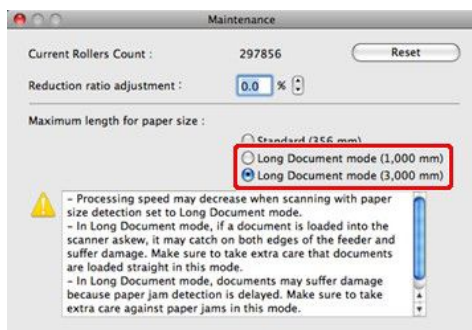 Maintenance
Current Rollers Count : 297856 Reset
Reduction ratio adjustment : 0.0 %
Maximum length for paper size :
Standard (356 mm)
Long Document mode (1,000 mm)
Long Document mode (3,000 mm)
- Processing speed may decrease when scanning with paper
size detection set to Long Document mode.
- In Long Document mode, if a document is loaded into the
scanner askew, it may catch on both edges of the feeder and
suffer damage. Make sure to take extra care that documents
are loaded straight in this mode.
- In Long Document mode, documents may suffer damage
because paper jam detection is delayed. Make sure to take
extra care against paper jams in this mode.